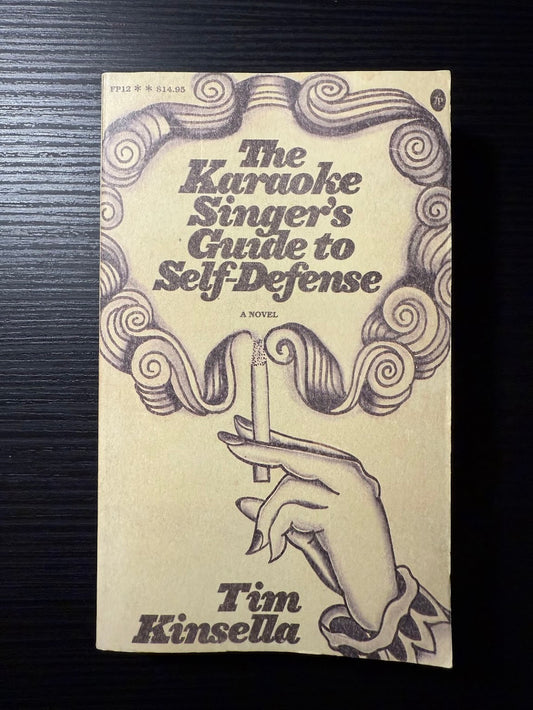 FP12 * * $14.95
The
Karaoke
Singer's
Guide to
Self-Defense
A NOVEL
Tim
Kinsella